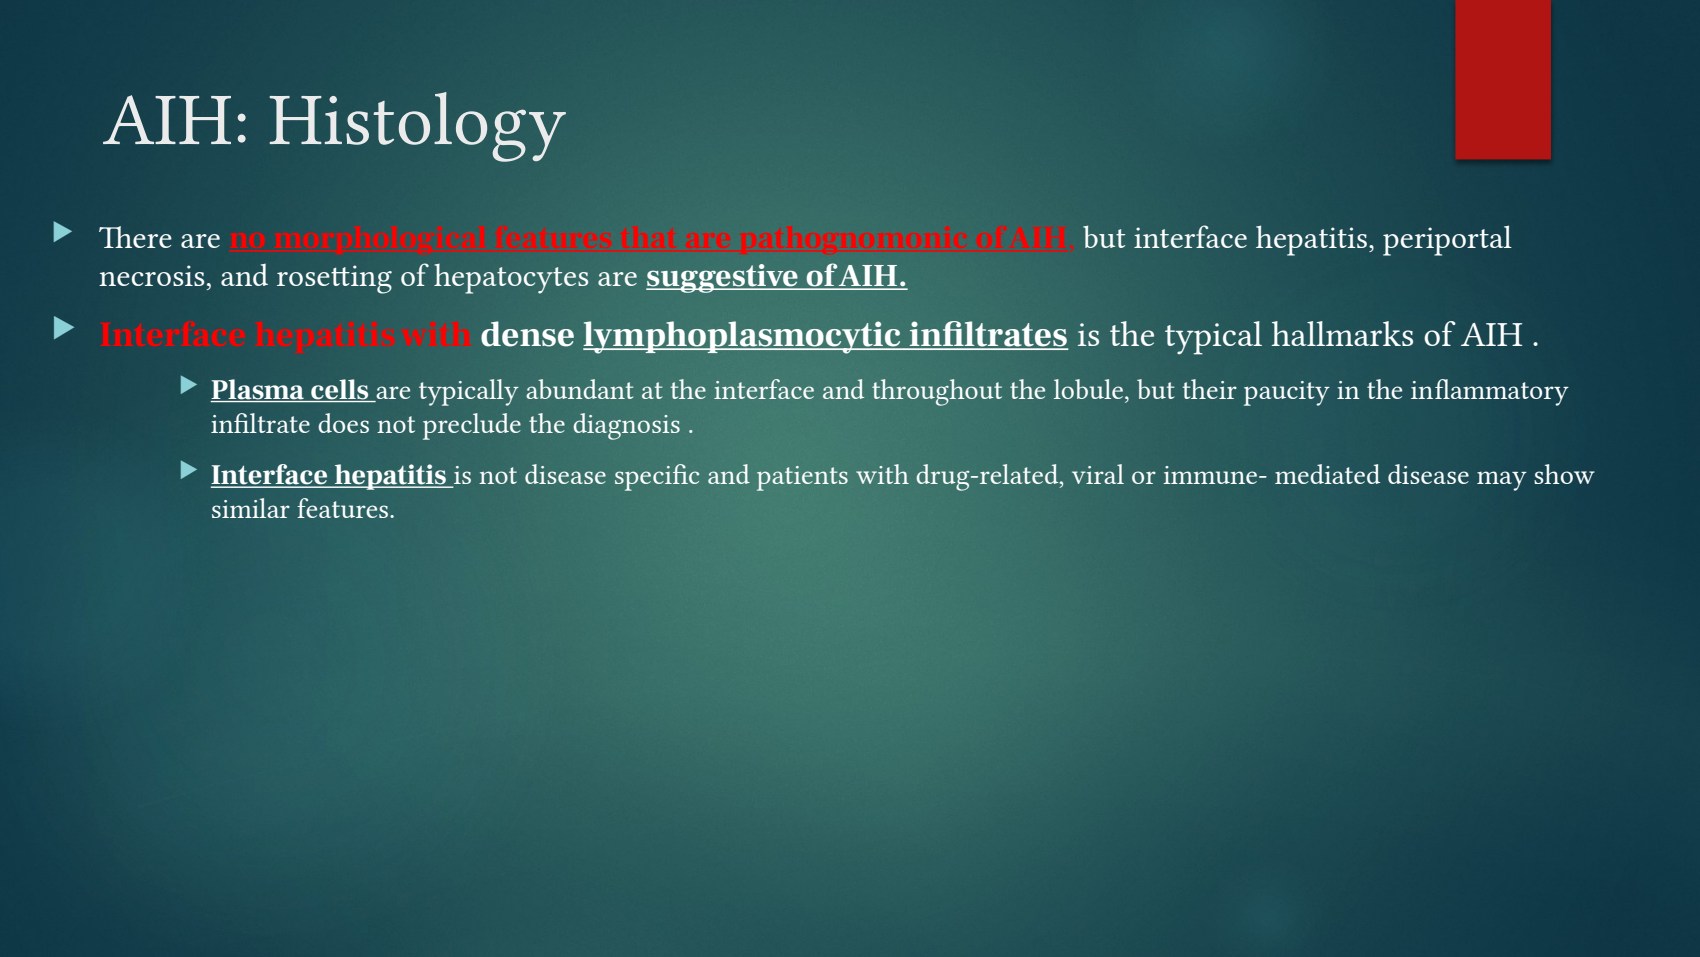 AIH: Histology
There are no morphological features that are pathognomonic of AIH, but interface hepatitis, periportal
necrosis, and rosetting of hepatocytes are suggestive of AIH.
Interface hepatitis with dense lymphoplasmocytic infiltrates is the typical hallmarks of AIH .
Plasma cells are typically abundant at the interface and throughout the lobule, but their paucity in the inflammatory
infiltrate does not preclude the diagnosis .
Interface hepatitis is not disease specific and patients with drug-related, viral or immune- mediated disease may show
similar features.